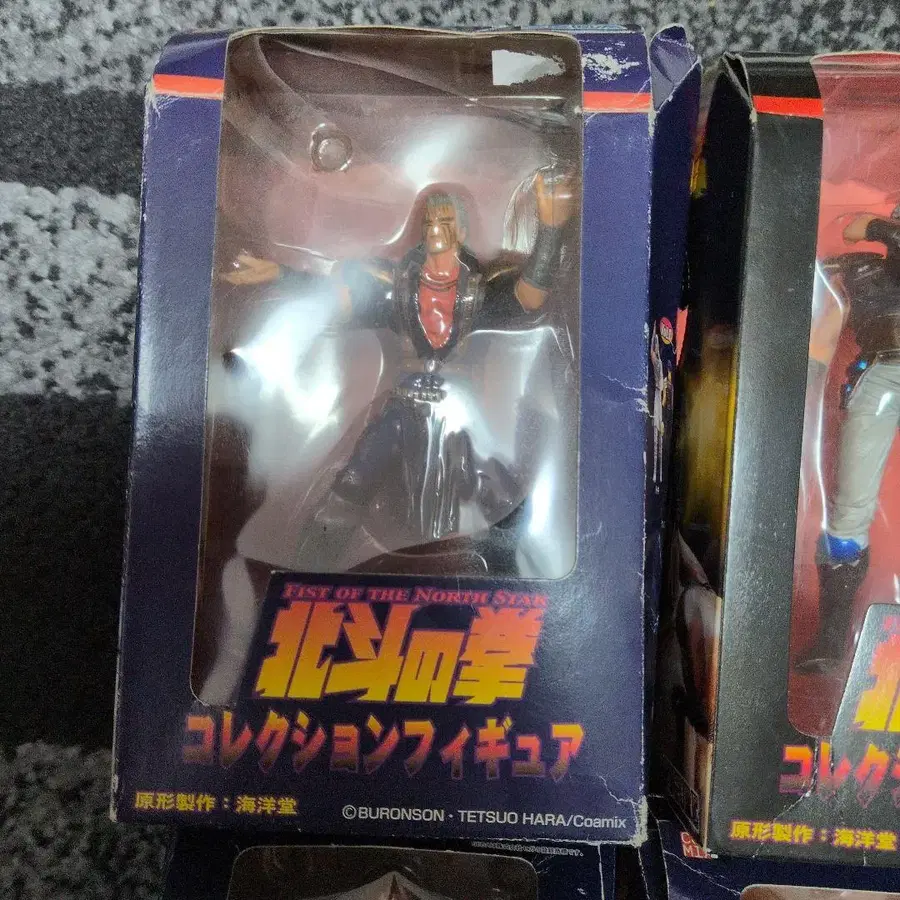 FIST OF THE NORTH STAR
北斗の拳
コレクションフィギュア
原形製作：海洋堂
©BURONSON・TETSUO HARA/Coamix
コレクシ
原形製作：海洋堂